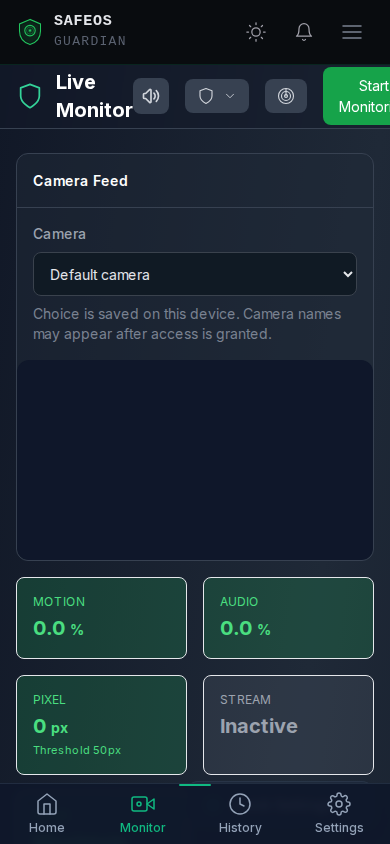 SAFEOS
GUARDIAN
Live
Monitor
Start
Monitor
Camera Feed
Camera
Default camera
Choice is saved on this device. Camera names
may appear after access is granted.
MOTION
AUDIO
0.0 %
0.0 %
PIXEL
STREAM
0 px
Inactive
Threshold 50px
Home
Monitor
History
Settings